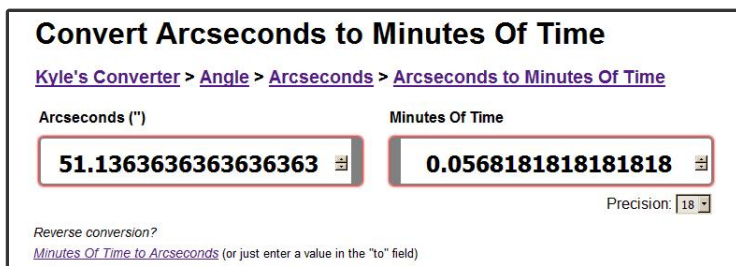 Convert Arcseconds to Minutes Of Time
Kyle's Converter > Angle > Arcseconds > Arcseconds to Minutes Of Time
Arcseconds (") Minutes Of Time
51.1363636363636363 0.0568181818181818
Precision: 18
Reverse conversion?
Minutes Of Time to Arcseconds (or just enter a value in the "to" field)